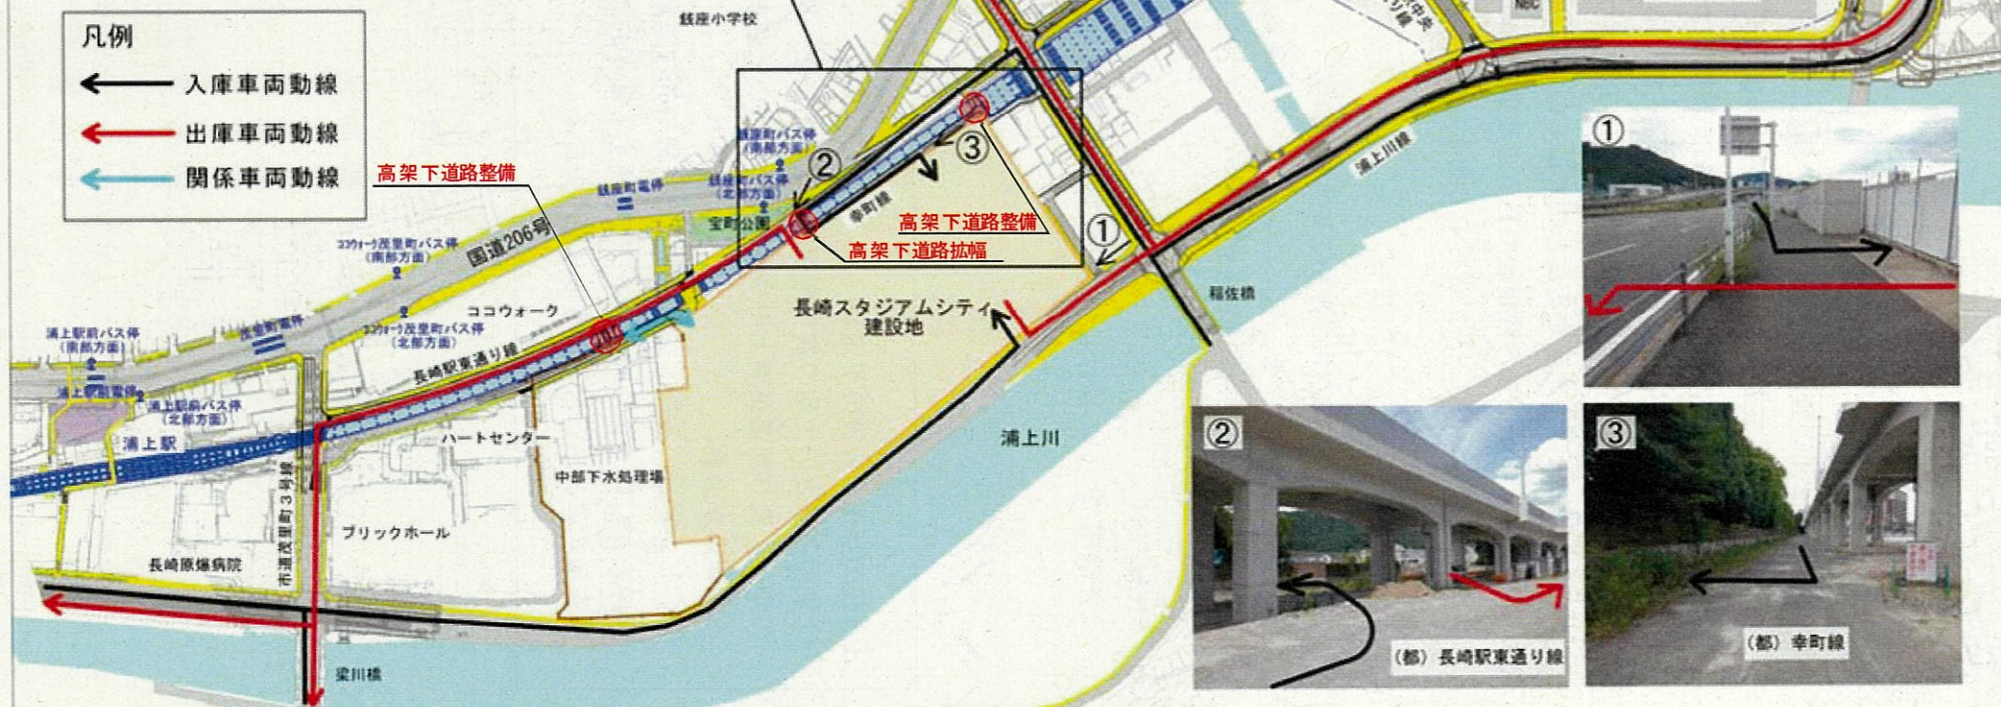 凡例
入庫車両動線
出庫車両動線
関係車両動線
銭座小学校
NBC
高架下道路整備
銭座町バス停
(南部方面)
銭座町バス停
(北部方面)
銭座町電停
宝町公園
②
③
①
幸町線
高架下道路整備
高架下道路拡幅
浦上川線
稲佐橋
国道206号
ココウォーク茂里町バス停
(南部方面)
ココウォーク
ココウォーク茂里町バス停
(北部方面)
茂里町電停
浦上駅前バス停
(南部方面)
浦上駅前電停
浦上駅前バス停
(北部方面)
浦上駅
長崎駅東通り線
長崎スタジアムシティ
建設地
ハートセンター
中部下水処理場
浦上川
市道茂里町3号線
ブリックホール
長崎原爆病院
梁川橋
①
②
(都) 長崎駅東通り線
③
(都) 幸町線